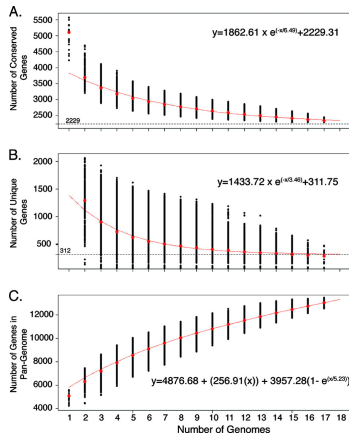 A.
y=1862.61 x e(-x/6.49)+2229.31
Number of Conserved
Genes
5500
5000
4500
4000
3500
3000
2500
2229
B.
y=1433.72 x e(-x/3.46)+311.75
Number of Unique
Genes
2000
1500
1000
500
312
C.
Number of Genes in
Pan-Genome
12000
10000
8000
6000
4000
y=4876.68 + (256.91(x)) + 3957.28(1- e(x/5.23))
1 2 3 4 5 6 7 8 9 10 11 12 13 14 15 16 17 18
Number of Genomes